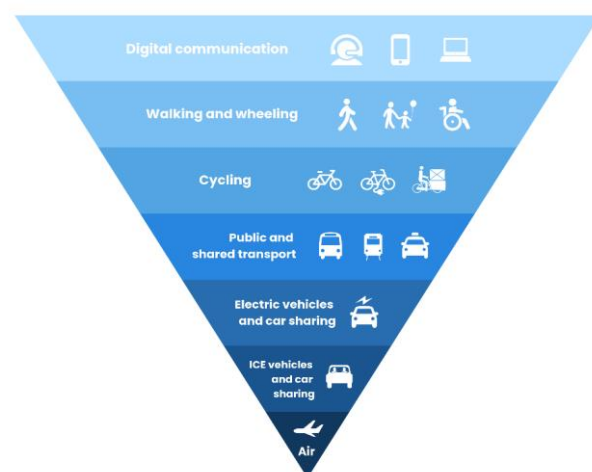 Digital communication
Walking and wheeling
Cycling
Public and
shared transport
Electric vehicles
and car sharing
ICE vehicles
and car
sharing
Air